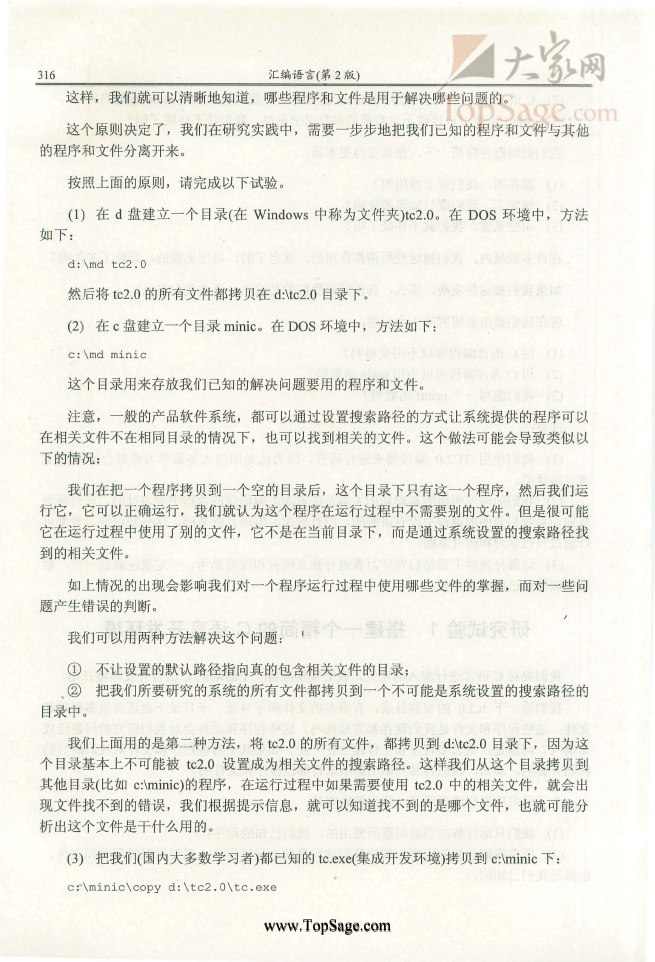 316
汇编语言(第 2 版)
大家网
TopSage.com
这样，我们就可以清晰地知道，哪些程序和文件是用于解决哪些问题的。
这个原则决定了，我们在研究实践中，需要一步步地把我们已知的程序和文件与其他
的程序和文件分离开来。
按照上面的原则，请完成以下试验。
(1) 在 d 盘建立一个目录(在 Windows 中称为文件夹)tc2.0。在 DOS 环境中，方法
如下：
d:\md tc2.0
然后将 tc2.0 的所有文件都拷贝在 d:\tc2.0 目录下。
(2) 在 c 盘建立一个目录 minic。在 DOS 环境中，方法如下：
c:\md minic
这个目录用来存放我们已知的解决问题要用的程序和文件。
注意，一般的产品软件系统，都可以通过设置搜索路径的方式让系统提供的程序可以
在相关文件不在相同目录的情况下，也可以找到相关的文件。这个做法可能会导致类似以
下的情况：
我们在把一个程序拷贝到一个空的目录后，这个目录下只有这一个程序，然后我们运
行它，它可以正确运行，我们就认为这个程序在运行过程中不需要别的文件。但是很可能
它在运行过程中使用了别的文件，它不是在当前目录下，而是通过系统设置的搜索路径找
到的相关文件。
如上情况的出现会影响我们对一个程序运行过程中使用哪些文件的掌握，而对一些问
题产生错误的判断。
我们可以用两种方法解决这个问题：
① 不让设置的默认路径指向真的包含相关文件的目录；
② 把我们所要研究的系统的所有文件都拷贝到一个不可能是系统设置的搜索路径的
目录中。
我们上面用的是第二种方法，将 tc2.0 的所有文件，都拷贝到 d:\tc2.0 目录下，因为这
个目录基本上不可能被 tc2.0 设置成为相关文件的搜索路径。这样我们从这个目录拷贝到
其他目录(比如 c:\minic)的程序，在运行过程中如果需要使用 tc2.0 中的相关文件，就会出
现文件找不到的错误，我们根据提示信息，就可以知道找不到的是哪个文件，也就可能分
析出这个文件是干什么用的。
(3) 把我们(国内大多数学习者)都已知的 tc.exe(集成开发环境)拷贝到 c:\minic 下：
c:\minic\copy d:\tc2.0\tc.exe
www.TopSage.com